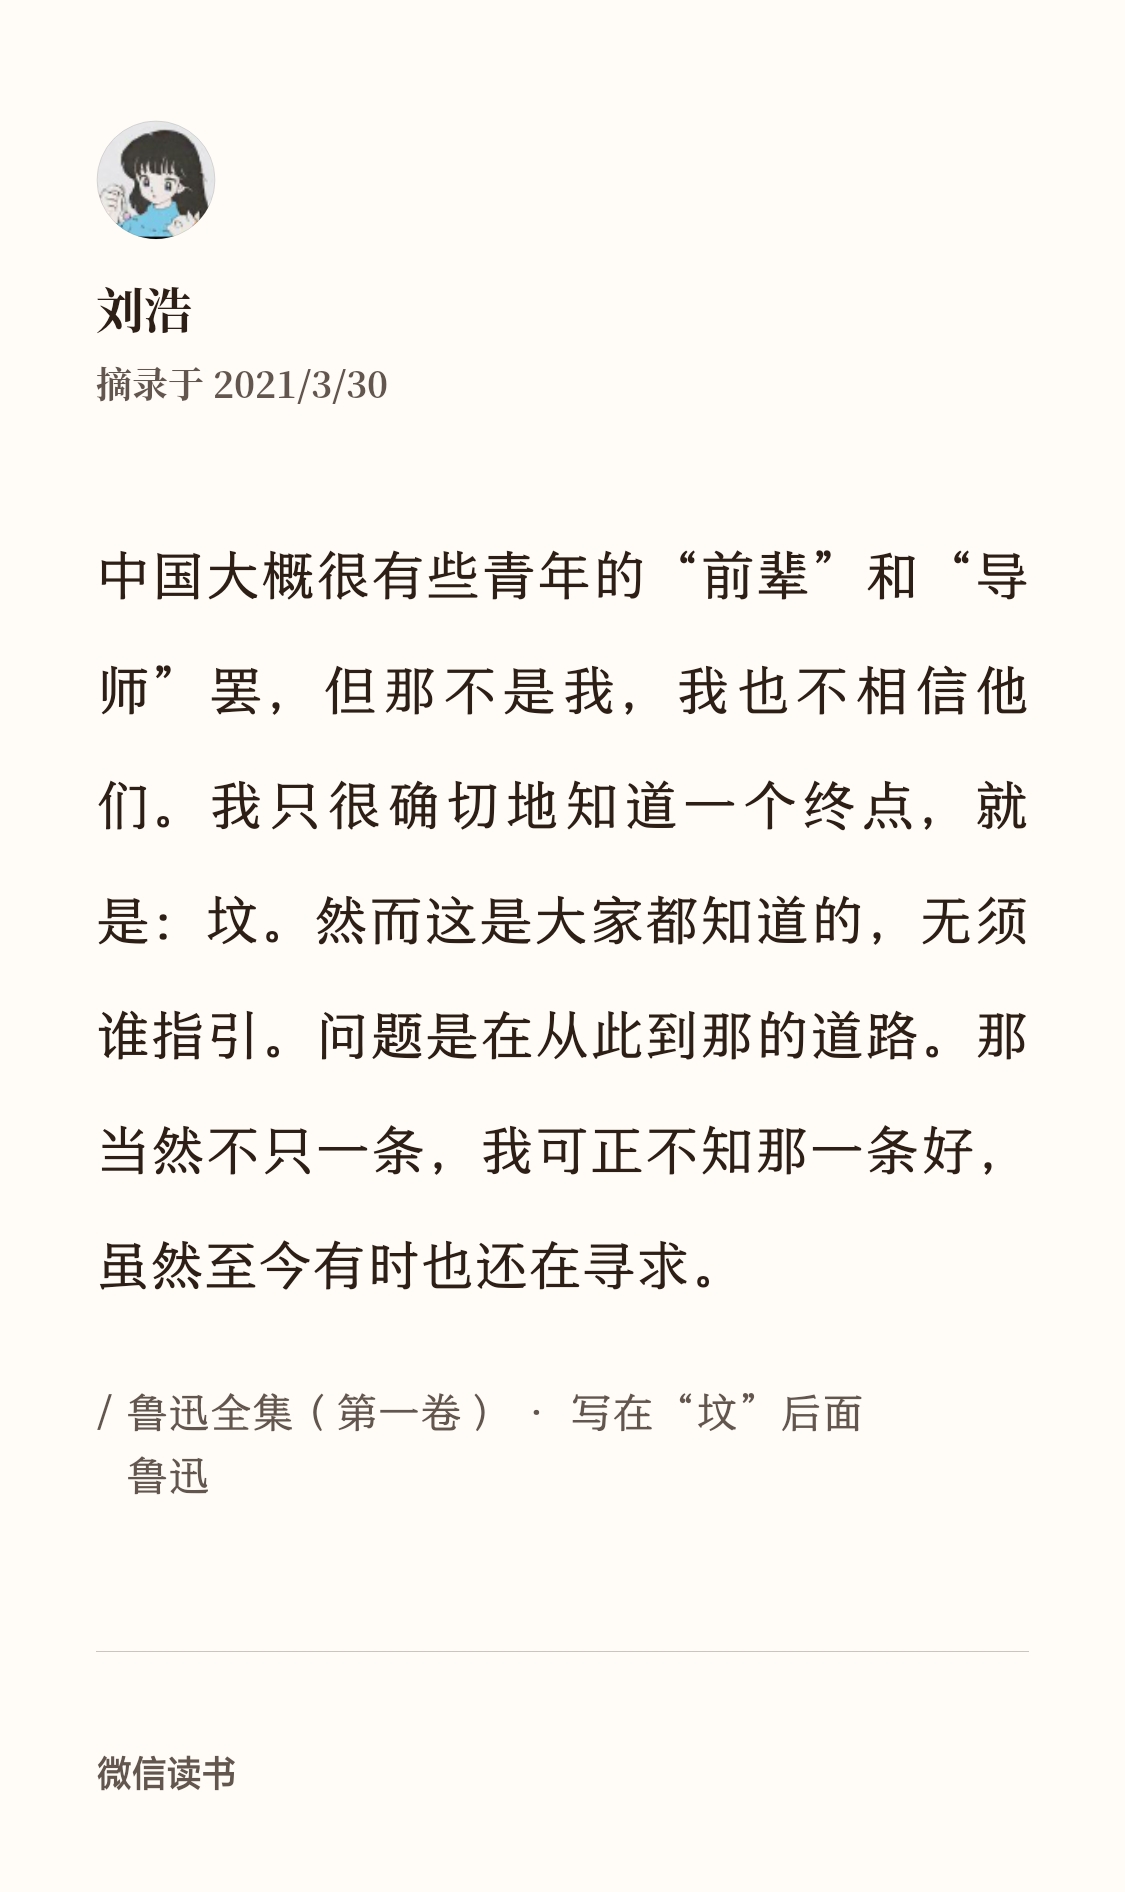 刘浩
摘录于 2021/3/30
中国大概很有些青年的“前辈”和“导
师”罢，但那不是我，我也不相信他
们。我只很确切地知道一个终点，就
是：坟。然而这是大家都知道的，无须
谁指引。问题是在从此到那的道路。那
当然不只一条，我可正不知那一条好，
虽然至今有时也还在寻求。
/ 鲁迅全集（第一卷） · 写在“坟”后面
鲁迅
微信读书